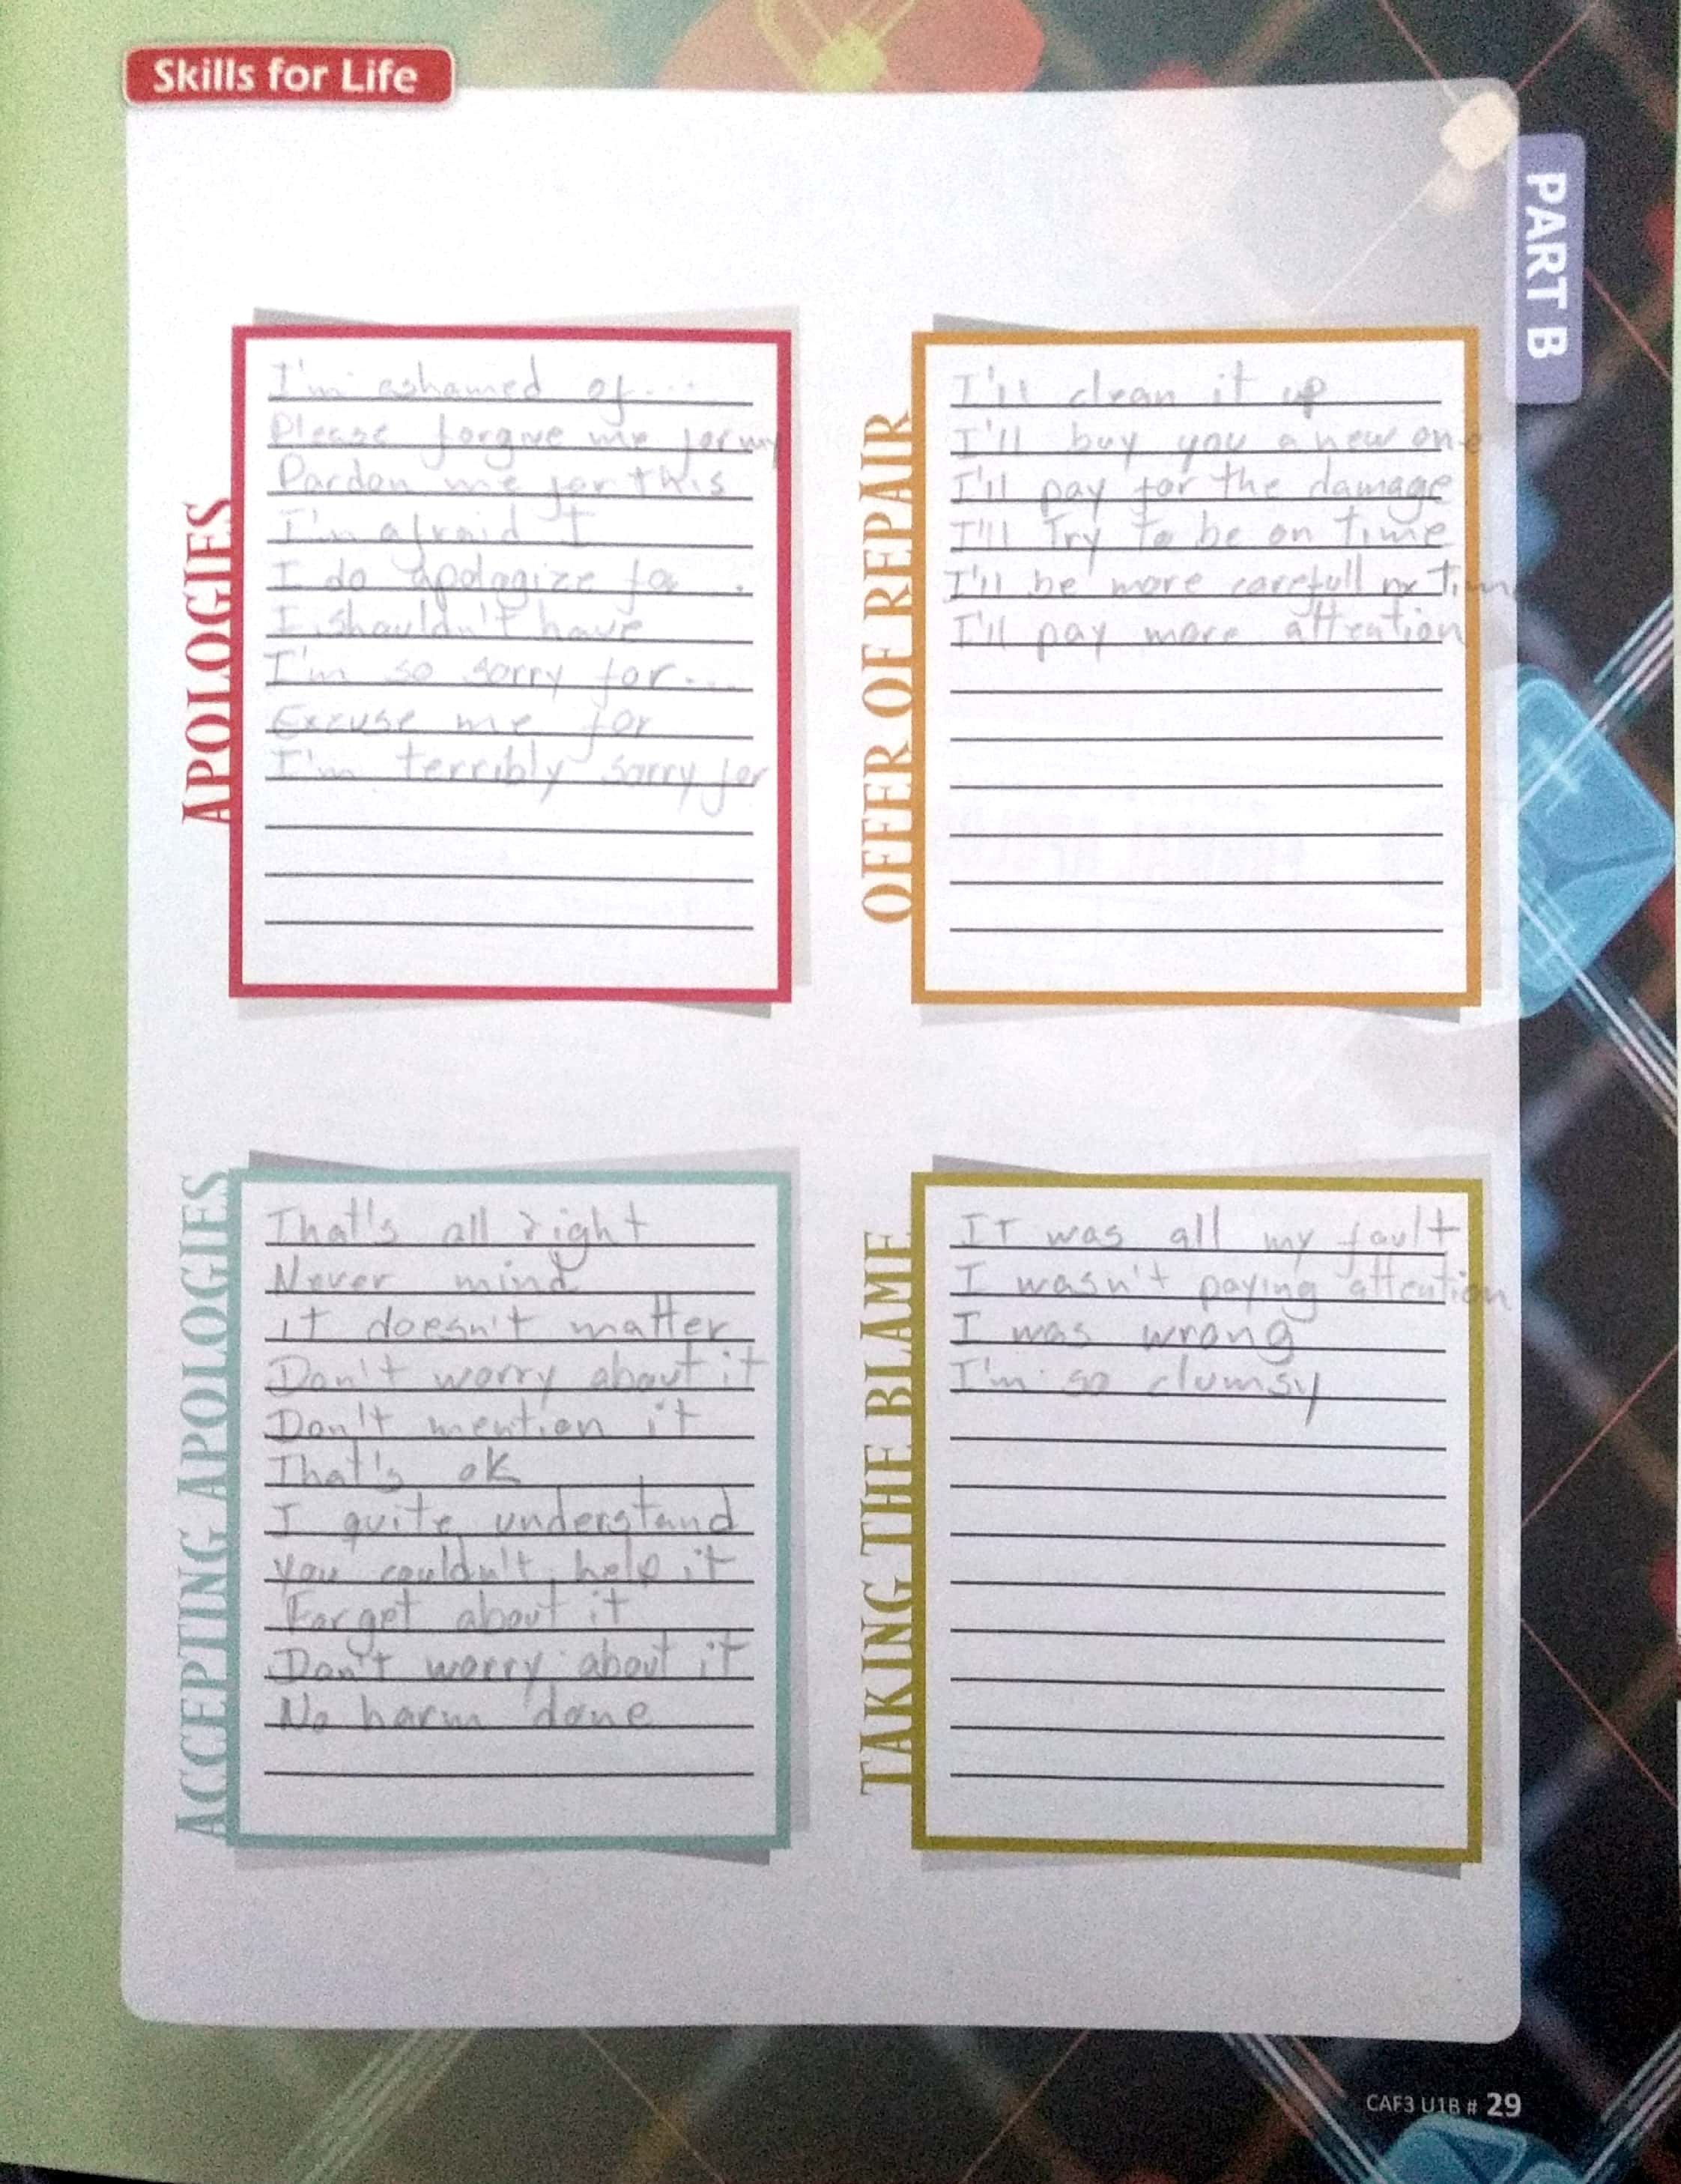 Skills for Life
PART B
APOLOGIES
I'm ashamed of...
Please forgive me for my
Pardon me for this
I'm afraid I
I do apologize for...
I shouldn't have
I'm so sorry for....
Excuse me for
I'm terribly sorry for
OFFER OF REPAIR
I'll clean it up
I'll buy you a new one
I'll pay for the damage
I'll Try to be on time
I'll be more carefull time
I'll pay more attention
ACCEPTING APOLOGIES
That's all right
Never mind
it doesn't matter
Don't worry about it
Don't mention it
That's ok
I quite understand
you couldn't help it
Forget about it
Don't worry about it
No harm done
TAKING THE BLAME
IT was all my fault
I wasn't paying attention
I was wrong
I'm so clumsy
CAF3 U1B # 29